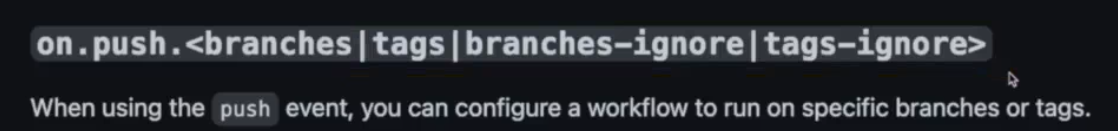 on.push.<branches|tags|branches-ignore|tags-ignore>
When using the push event, you can configure a workflow to run on specific branches or tags.